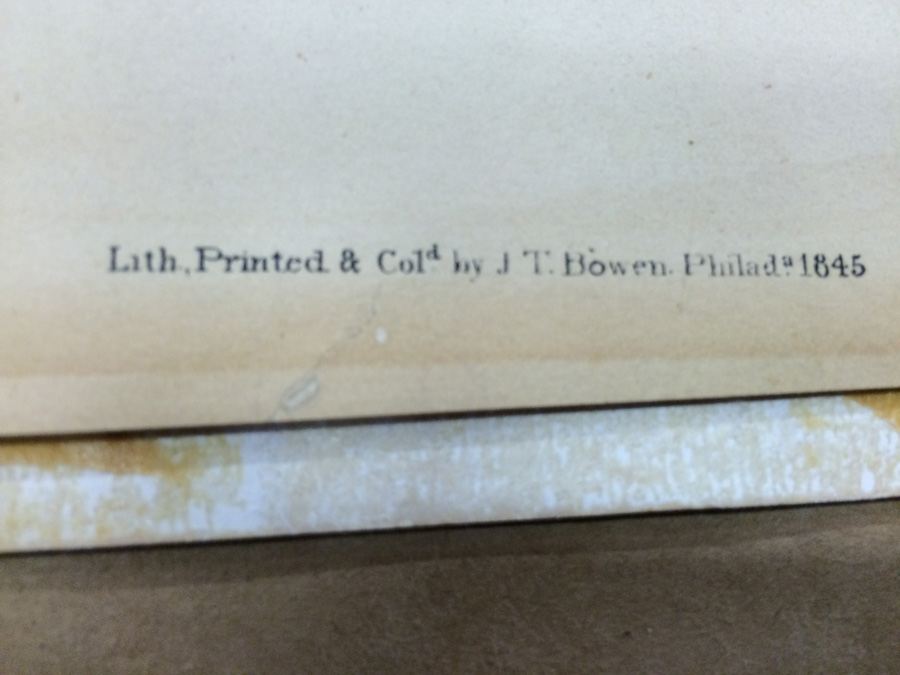 Lith., Printed & Colᵈ by J T. Bowen. Philadᵃ 1845